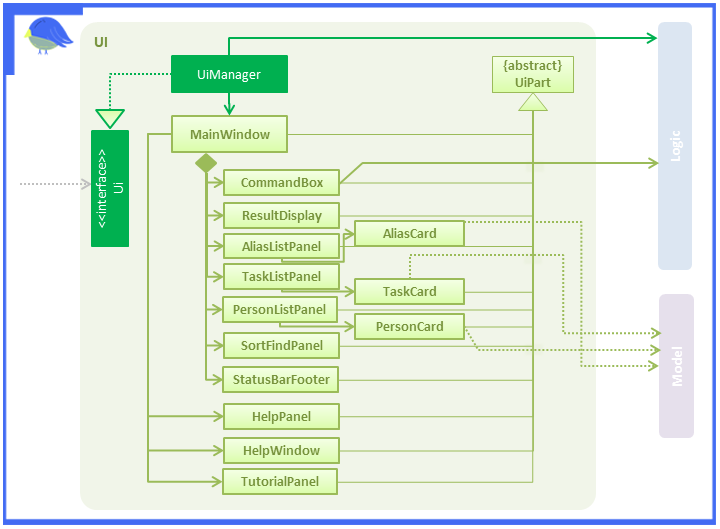 UI
{abstract}
UiPart
UiManager
MainWindow
Logic
<<interface>>
Ui
CommandBox
ResultDisplay
AliasCard
AliasListPanel
TaskListPanel
TaskCard
PersonListPanel
PersonCard
SortFindPanel
Model
StatusBarFooter
HelpPanel
HelpWindow
TutorialPanel